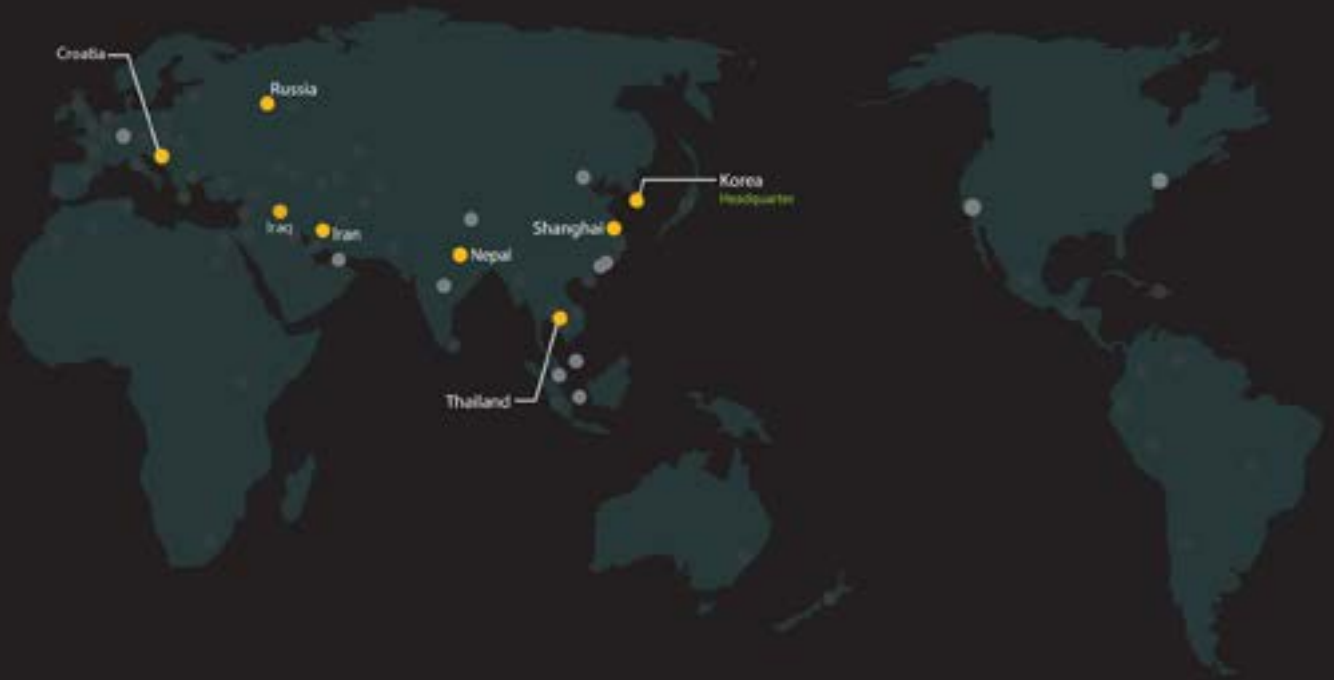 Croatia
Russia
Korea
Headquarter
Shanghai
Iraq
Iran
Nepal
Thailand